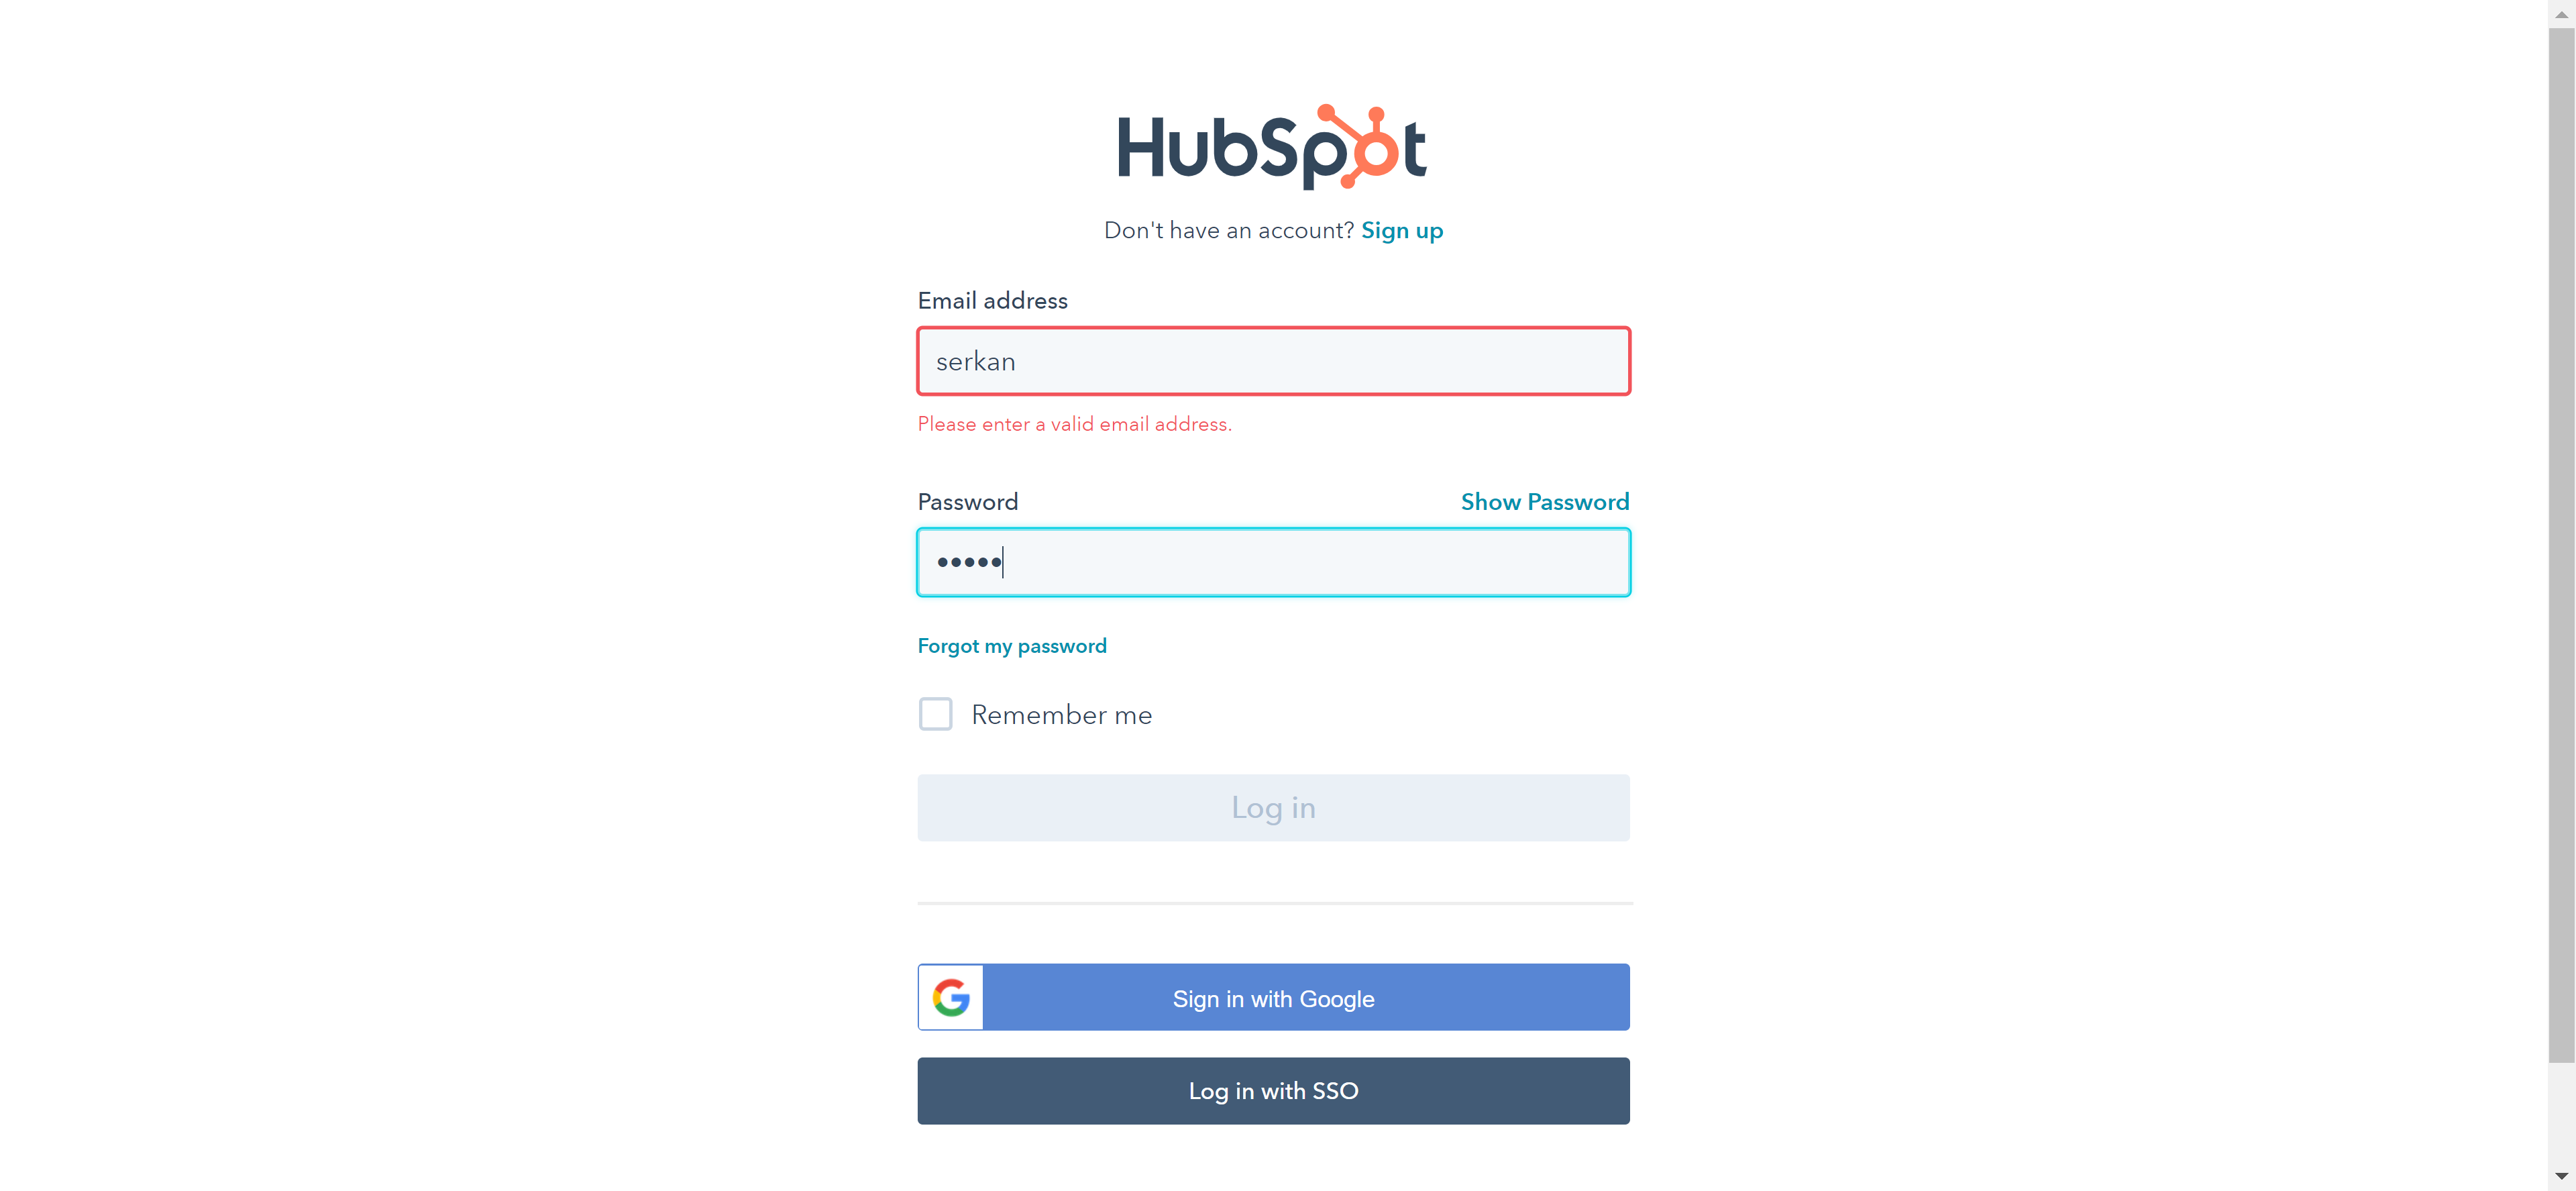 HubSpot
Don't have an account? Sign up
Email address
serkan
Please enter a valid email address.
Password Show Password
•••••
Forgot my password
Remember me
Log in
Sign in with Google
Log in with SSO